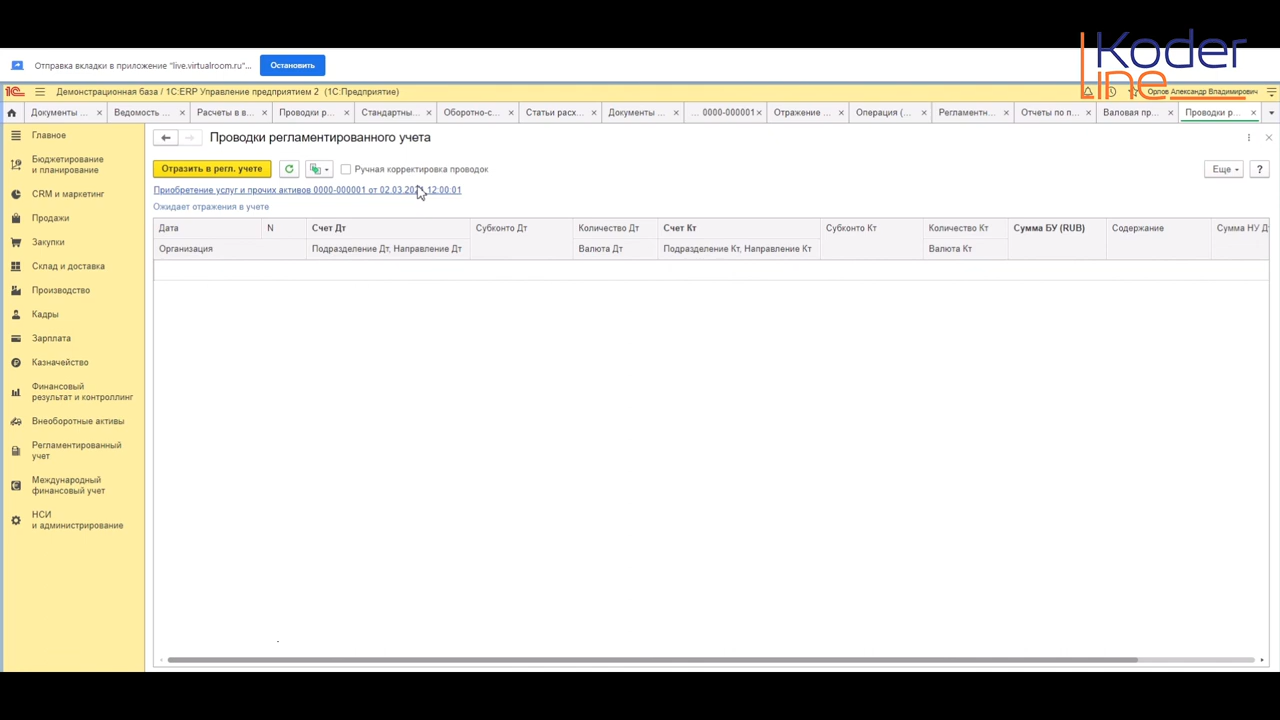 Koder
Line
Отправка вкладки в приложение "live.virtualroom.ru"...
Остановить
1С Демонстрационная база / 1С:ERP Управление предприятием 2 (1С:Предприятие)
Орлов Александр Владимирович
Документы ... Ведомость ... Расчеты в в... Проводки р... Стандартны... Оборотно-с... Статьи расх... Документы ... ... 0000-000001 Отражение ... Операция (... Регламентн... Отчеты по п... Валовая пр... Проводки р...
Главное
Бюджетирование
и планирование
CRM и маркетинг
Продажи
Закупки
Склад и доставка
Производство
Кадры
Зарплата
Казначейство
Финансовый
результат и контроллинг
Внеоборотные активы
Регламентированный
учет
Международный
финансовый учет
НСИ
и администрирование
Проводки регламентированного учета
Отразить в регл. учете
Ручная корректировка проводок
Еще
?
Приобретение услуг и прочих активов 0000-000001 от 12:00:01
Ожидает отражения в учете
Дата N Счет Дт Субконто Дт Количество Дт Счет Кт Субконто Кт Количество Кт Сумма БУ (RUB) Содержание Сумма НУ Д
Организация Подразделение Дт, Направление Дт Валюта Дт Подразделение Кт, Направление Кт Валюта Кт